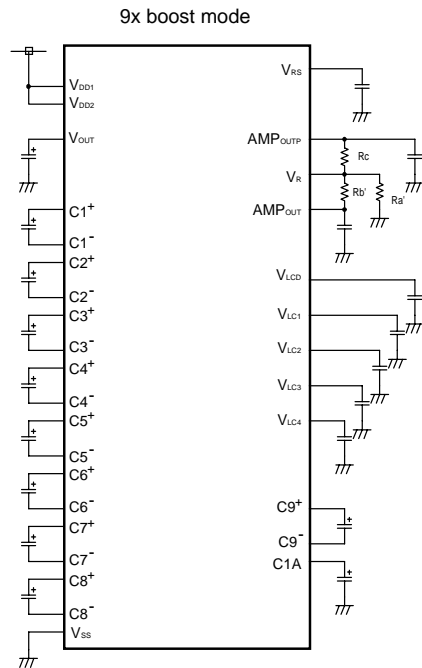 9x boost mode
VDD1
VDD2
VOUT
C1+
C1-
C2+
C2-
C3+
C3-
C4+
C4-
C5+
C5-
C6+
C6-
C7+
C7-
C8+
C8-
VSS
VRS
AMPOUTP
Rc
VR
Rb'
Ra'
AMPOUT
VLCD
VLC1
VLC2
VLC3
VLC4
C9+
C9-
C1A